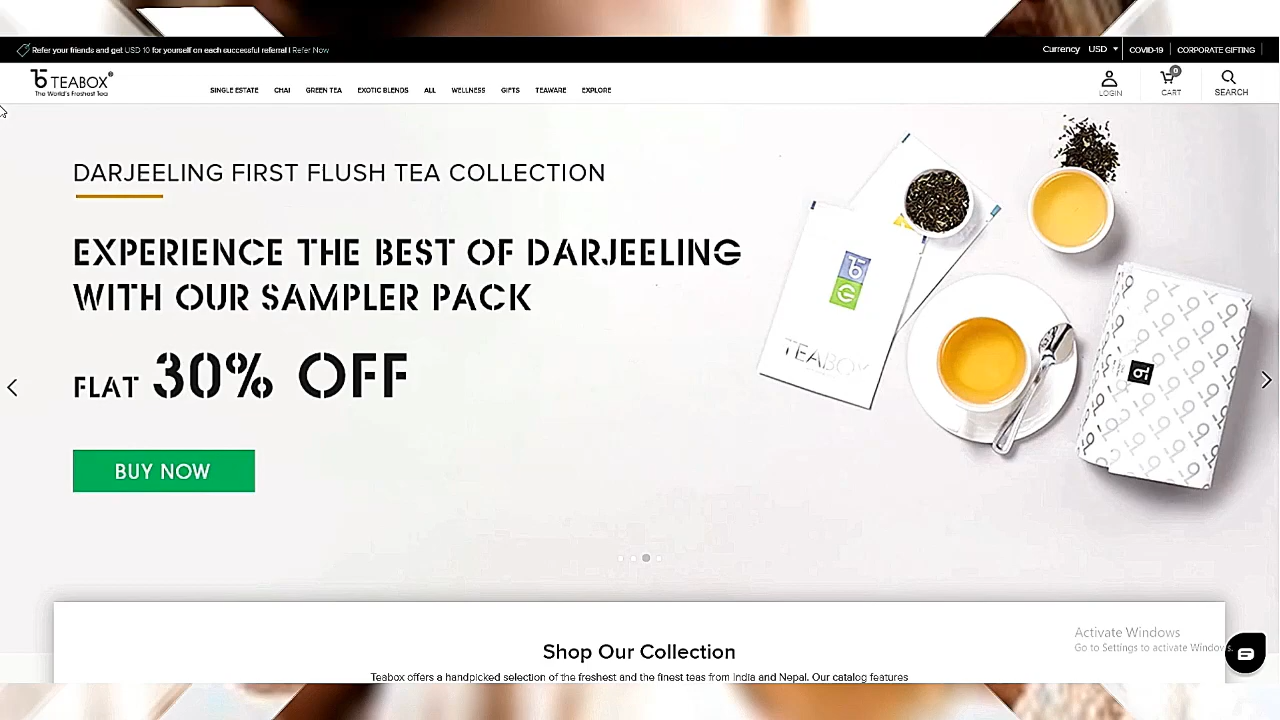 Refer your friends and get USD 10 for yourself on each successful referral ! Refer Now
Currency USD
COVID-19
CORPORATE GIFTING
TEABOX®
The World's Freshest Tea
SINGLE ESTATE CHAI GREEN TEA EXOTIC BLENDS ALL WELLNESS GIFTS TEAWARE EXPLORE
LOGIN
0
CART
SEARCH
DARJEELING FIRST FLUSH TEA COLLECTION
EXPERIENCE THE BEST OF DARJEELING
WITH OUR SAMPLER PACK
FLAT 30% OFF
BUY NOW
TEABOX
Shop Our Collection
Teabox offers a handpicked selection of the freshest and the finest teas from India and Nepal. Our catalog features
Activate Windows
Go to Settings to activate Windows.